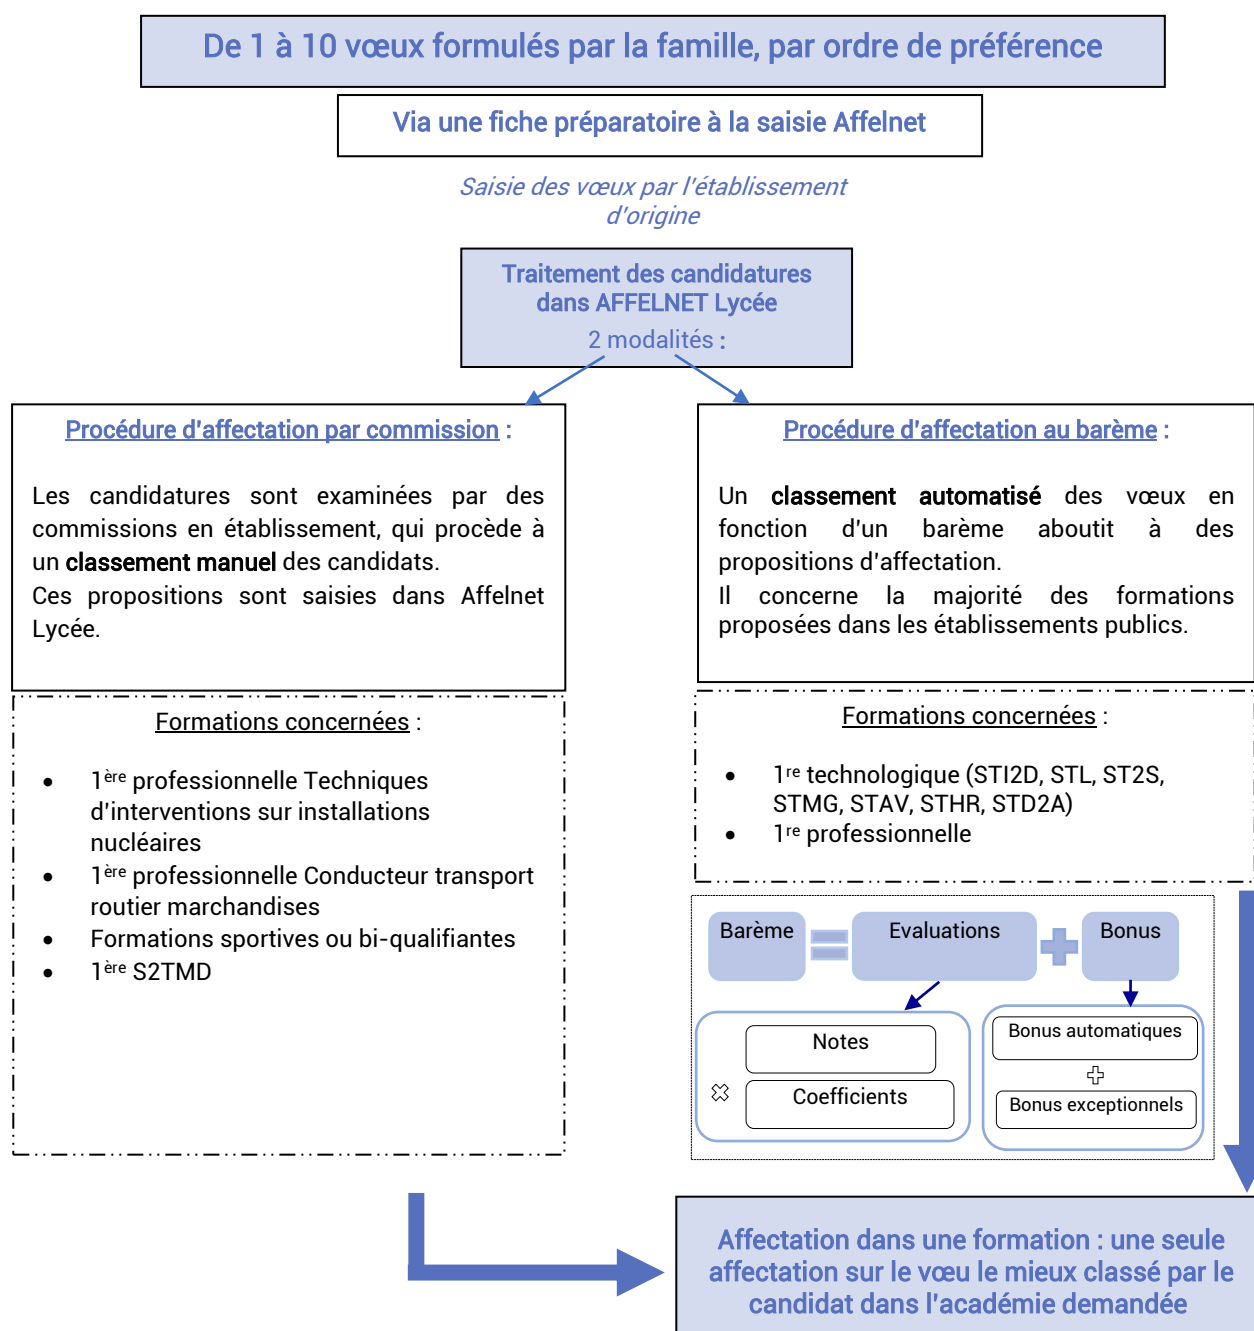 De 1 à 10 vœux formulés par la famille, par ordre de préférence
Via une fiche préparatoire à la saisie Affelnet
Saisie des vœux par l'établissement
d'origine
Traitement des candidatures
dans AFFELNET Lycée
2 modalités :
Procédure d'affectation par commission :
Les candidatures sont examinées par des
commissions en établissement, qui procède à
un classement manuel des candidats.
Ces propositions sont saisies dans Affelnet
Lycée.
Formations concernées :
• 1ère professionnelle Techniques
d'interventions sur installations
nucléaires
• 1ère professionnelle Conducteur transport
routier marchandises
• Formations sportives ou bi-qualifiantes
• 1ère S2TMD
Procédure d'affectation au barème :
Un classement automatisé des vœux en
fonction d'un barème aboutit à des
propositions d'affectation.
Il concerne la majorité des formations
proposées dans les établissements publics.
Formations concernées :
• 1re technologique (STI2D, STL, ST2S,
STMG, STAV, STHR, STD2A)
• 1re professionnelle
Barème
Evaluations
Bonus
Notes
Coefficients
Bonus automatiques
Bonus exceptionnels
Affectation dans une formation : une seule
affectation sur le vœu le mieux classé par le
candidat dans l'académie demandée